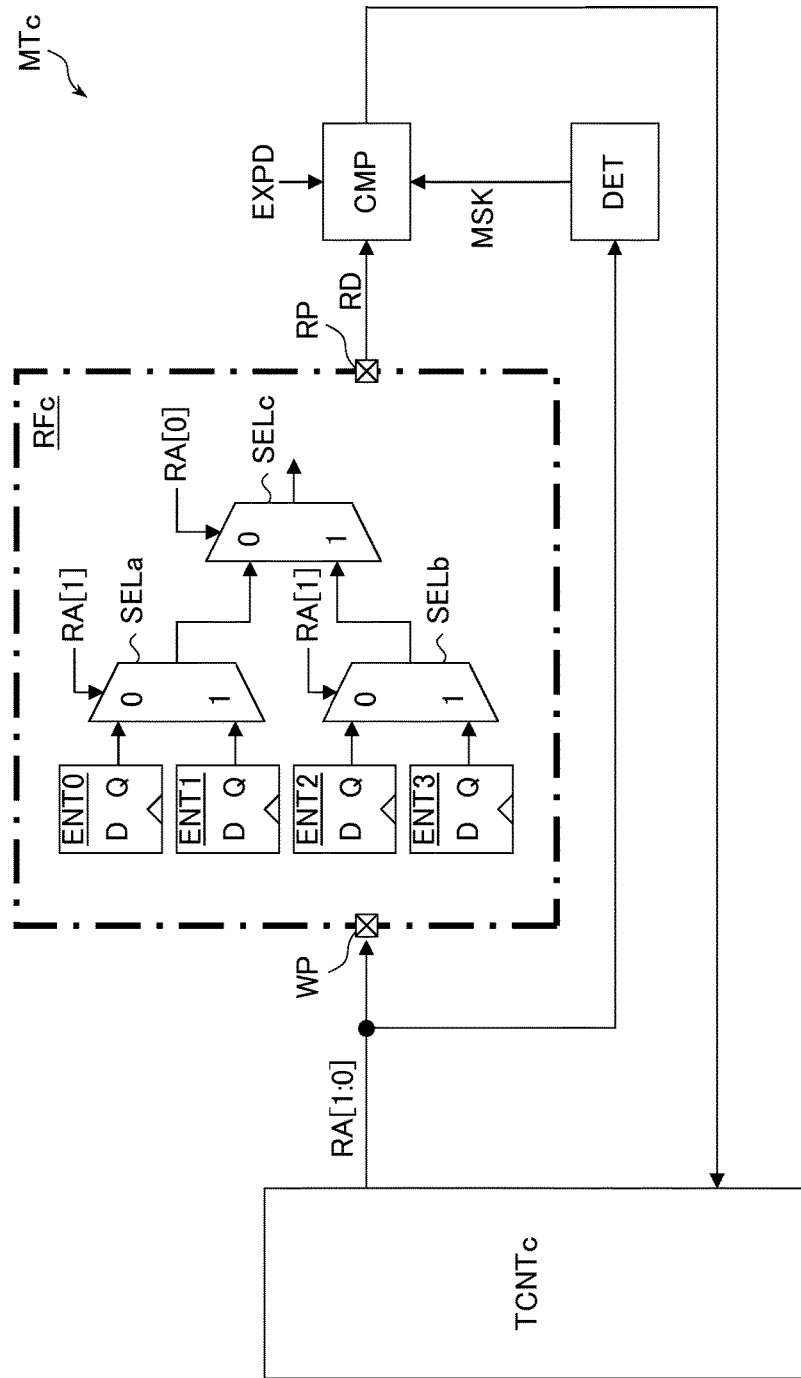 MTc
RFc
RA[1]
SELa
0
1
RA[0]
SELc
0
1
RA[1]
SELb
0
1
ENT0
D Q
ENT1
D Q
ENT2
D Q
ENT3
D Q
WP
RP
RD
EXPD
CMP
MSK
DET
RA[1:0]
TCNTc